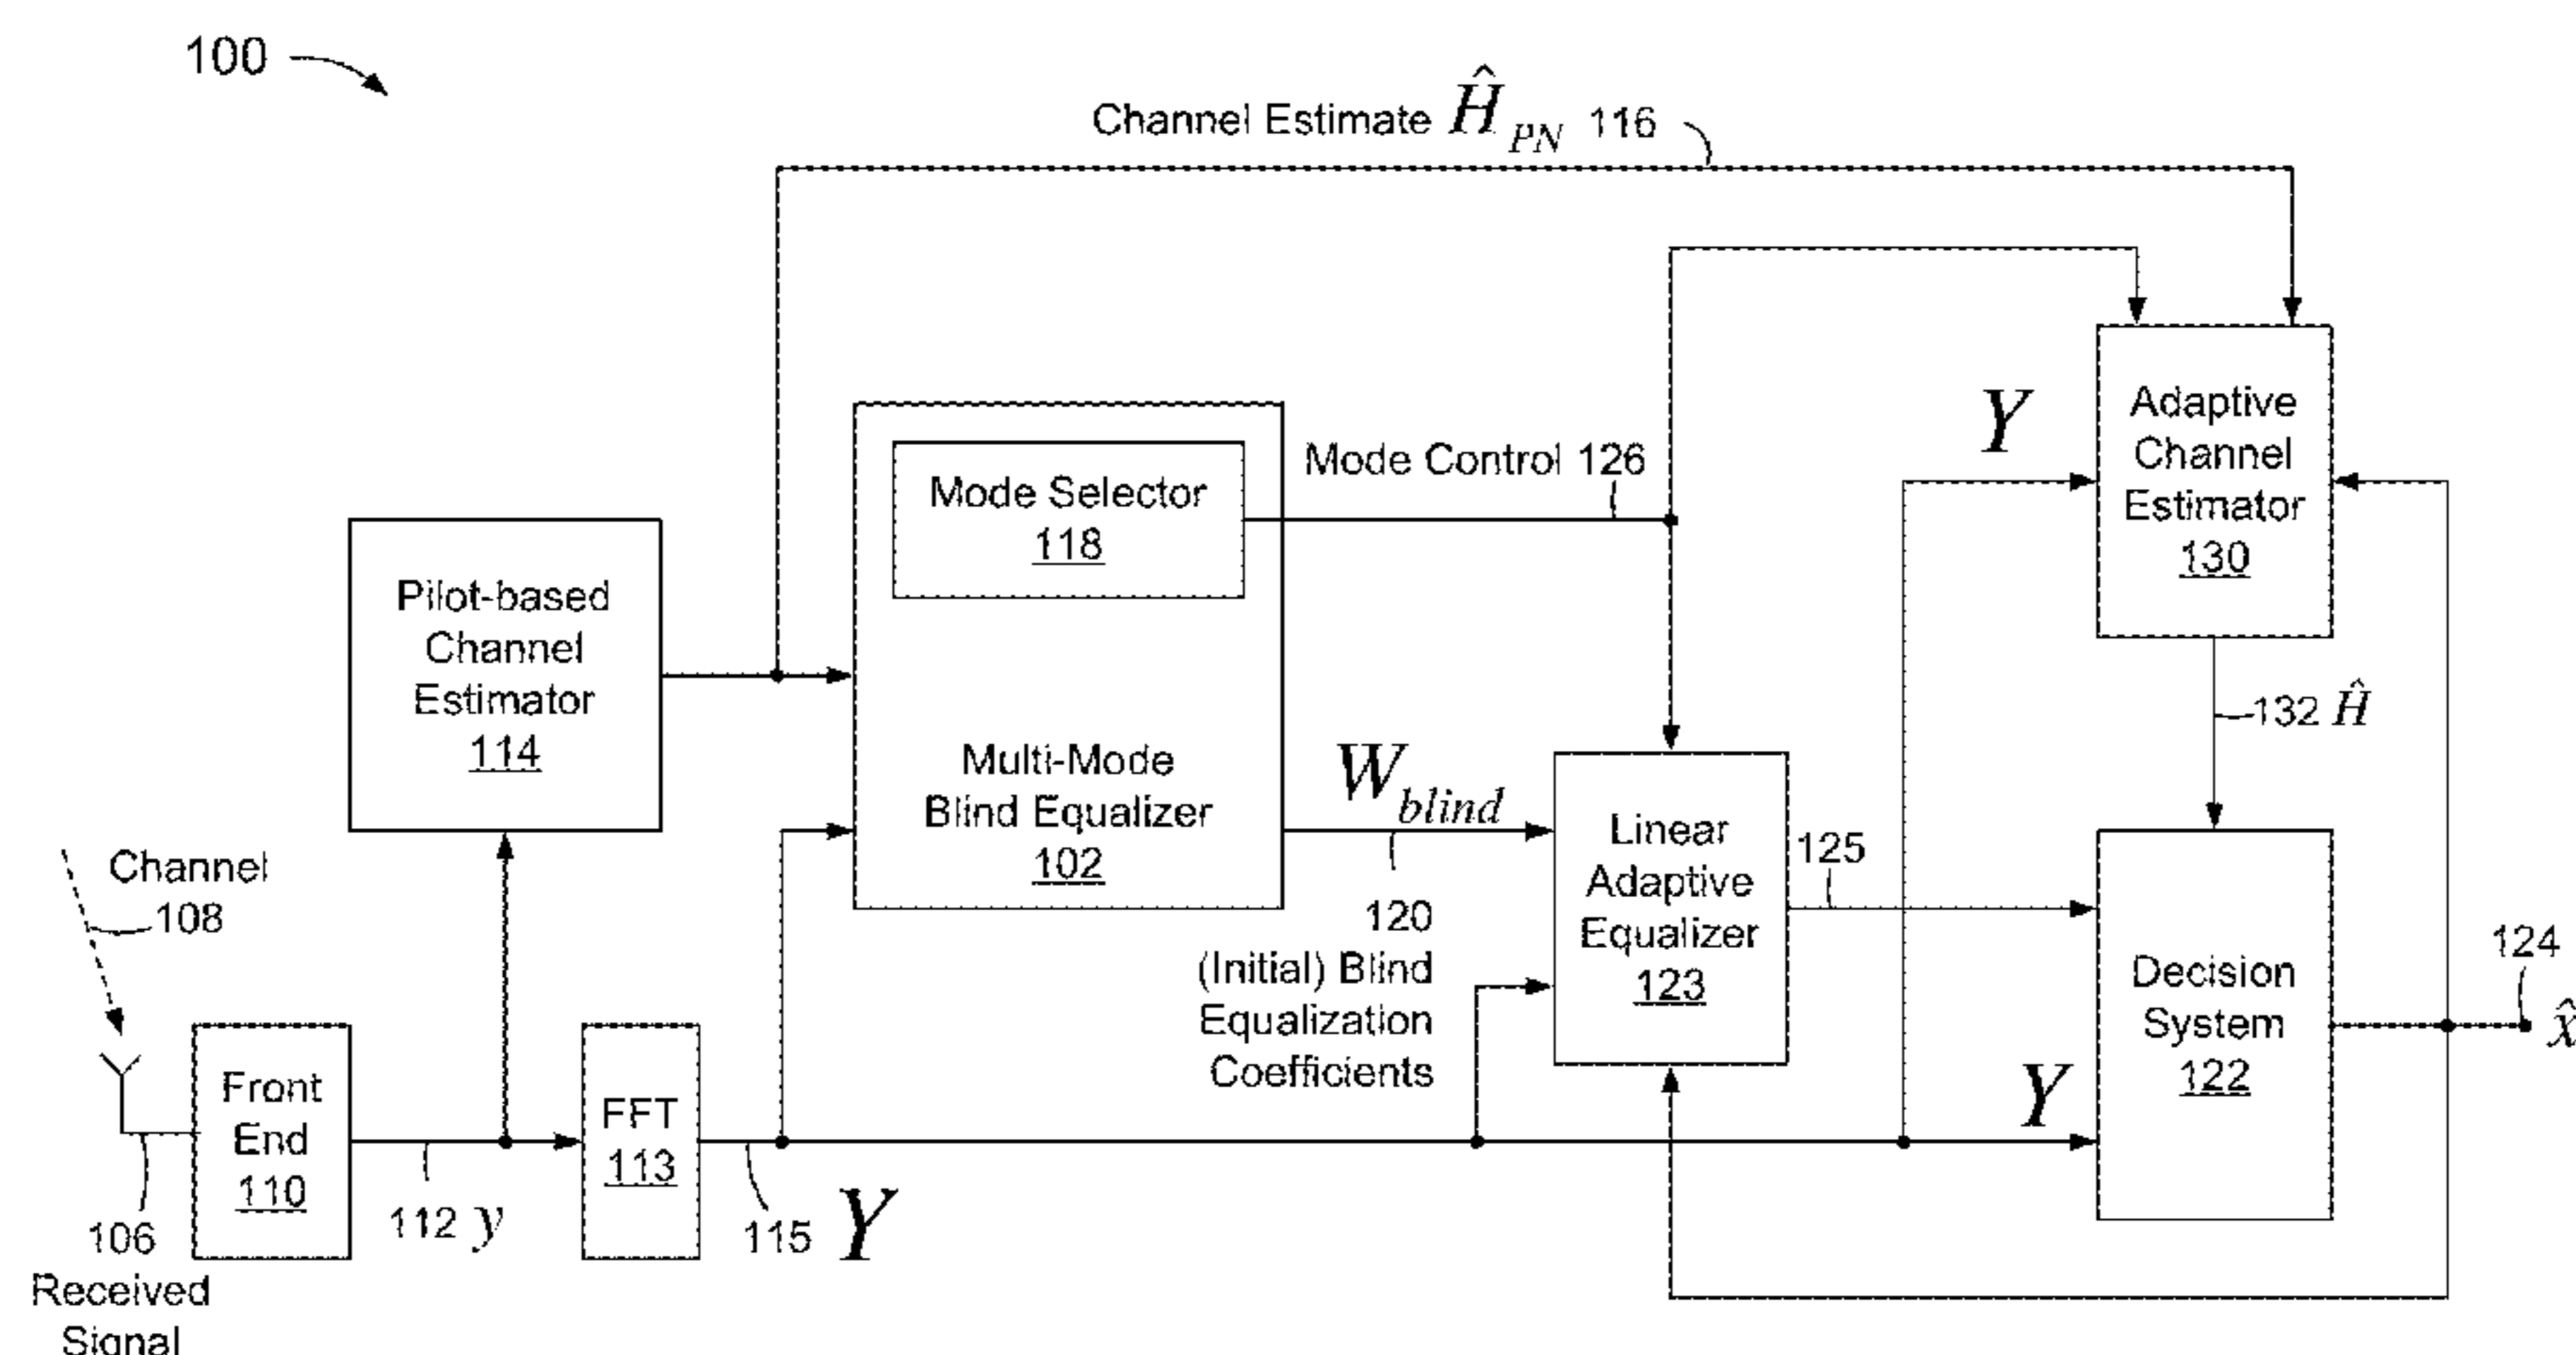 100
Channel Estimate Ĥ PN 116
Mode Selector
118
Mode Control 126
Y
Adaptive
Channel
Estimator
130
Pilot-based
Channel
Estimator
114
Multi-Mode
Blind Equalizer
102
W blind
120
(Initial) Blind
Equalization
Coefficients
Linear
Adaptive
Equalizer
123
125
132 Ĥ
Decision
System
122
124
x̂
Channel
108
Front
End
110
FFT
113
Y
106
Received
Signal
112 y
115 Y